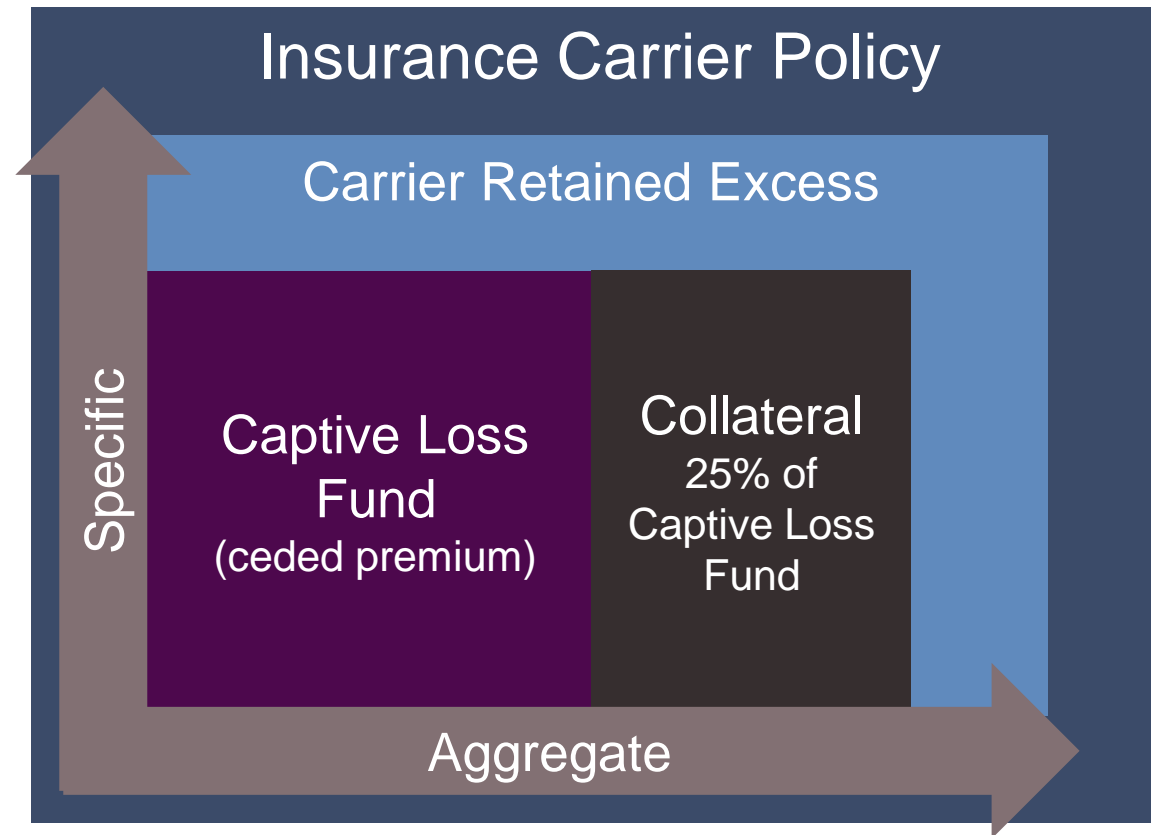 Insurance Carrier Policy
Carrier Retained Excess
Specific
Captive Loss
Fund
(ceded premium)
Collateral
25% of
Captive Loss
Fund
Aggregate